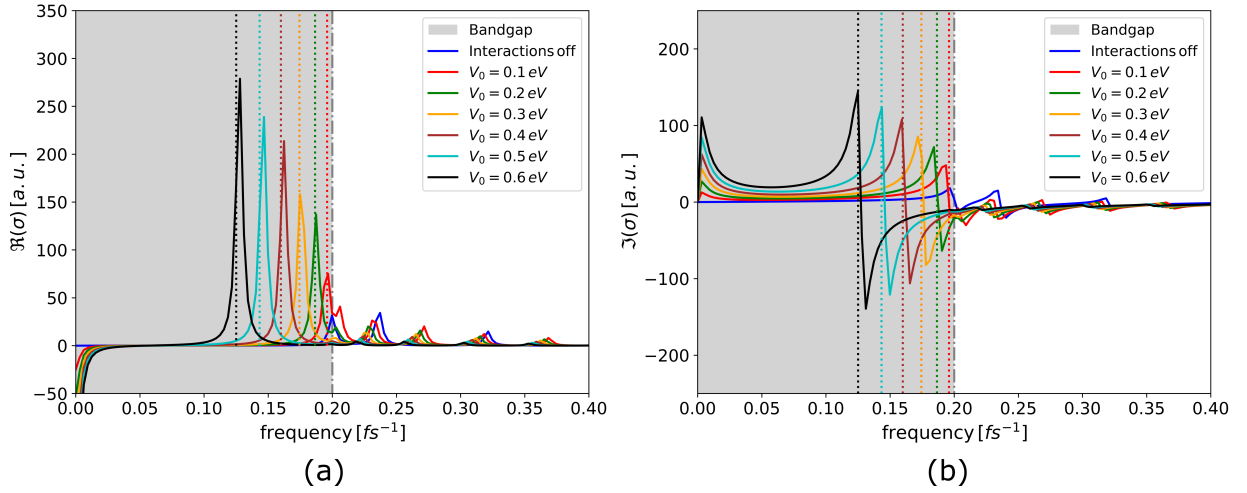 350
300
250
200
150
100
50
0
−50
ℜ(σ) [a. u.]
0.00 0.05 0.10 0.15 0.20 0.25 0.30 0.35 0.40
frequency [fs⁻¹]
Bandgap
Interactions off
V₀ = 0.1 eV
V₀ = 0.2 eV
V₀ = 0.3 eV
V₀ = 0.4 eV
V₀ = 0.5 eV
V₀ = 0.6 eV
(a)
200
100
0
−100
−200
ℑ(σ) [a. u.]
0.00 0.05 0.10 0.15 0.20 0.25 0.30 0.35 0.40
frequency [fs⁻¹]
Bandgap
Interactions off
V₀ = 0.1 eV
V₀ = 0.2 eV
V₀ = 0.3 eV
V₀ = 0.4 eV
V₀ = 0.5 eV
V₀ = 0.6 eV
(b)